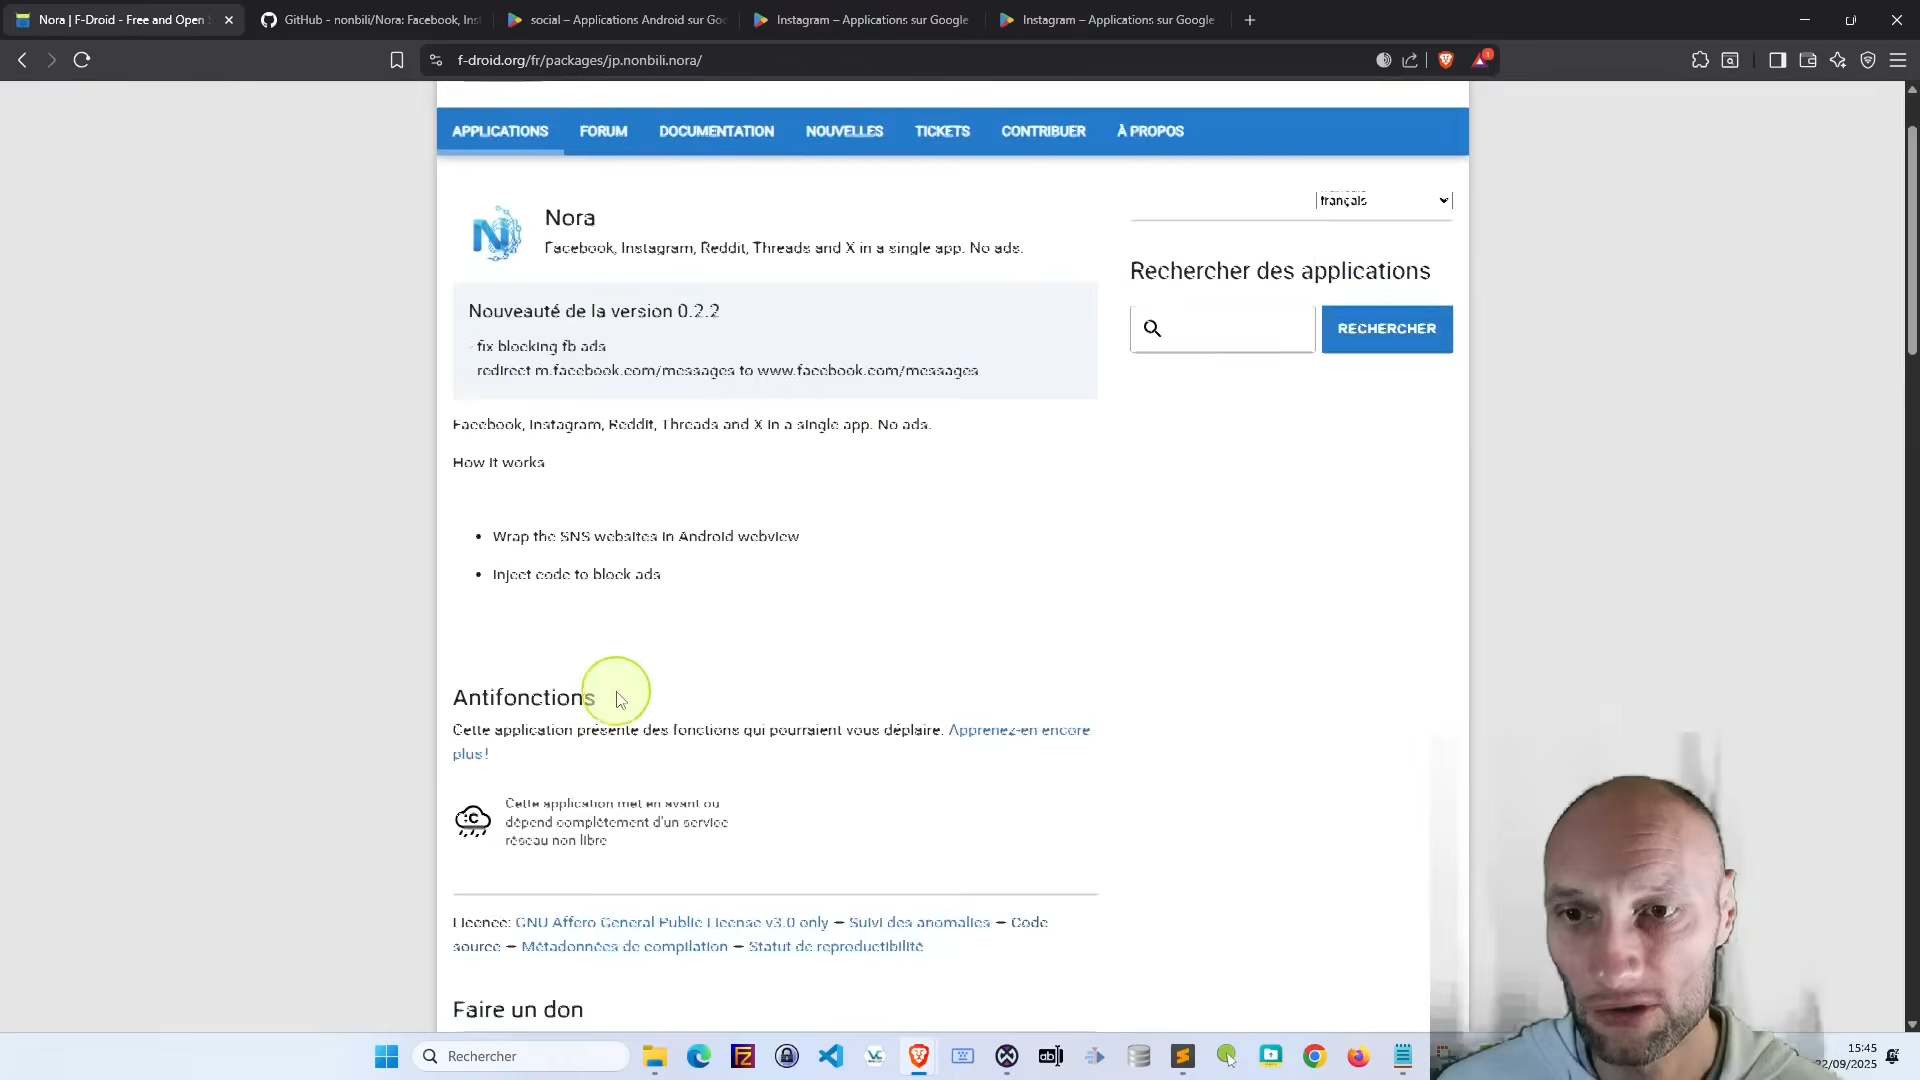 Nora | F-Droid - Free and Open S
GitHub - nonbili/Nora: Facebook, Inst
social – Applications Android sur Goo
Instagram – Applications sur Google
Instagram – Applications sur Google
f-droid.org/fr/packages/jp.nonbili.nora/
1
APPLICATIONS
FORUM
DOCUMENTATION
NOUVELLES
TICKETS
CONTRIBUER
À PROPOS
français
Nora
Facebook, Instagram, Reddit, Threads and X in a single app. No ads.
Rechercher des applications
RECHERCHER
Nouveauté de la version 0.2.2
- fix blocking fb ads
redirect m.facebook.com/messages to www.facebook.com/messages
Facebook, Instagram, Reddit, Threads and X in a single app. No ads.
How it works
• Wrap the SNS websites in Android webview
• Inject code to block ads
Antifonctions
Cette application présente des fonctions qui pourraient vous déplaire. Apprenez-en encore
plus!
Cette application met en avant ou
dépend complètement d'un service
réseau non libre
Licence: GNU Affero General Public License v3.0 only – Suivi des anomalies – Code
source – Métadonnées de compilation – Statut de reproductibilité
Faire un don
Rechercher
15:45
22/09/2025